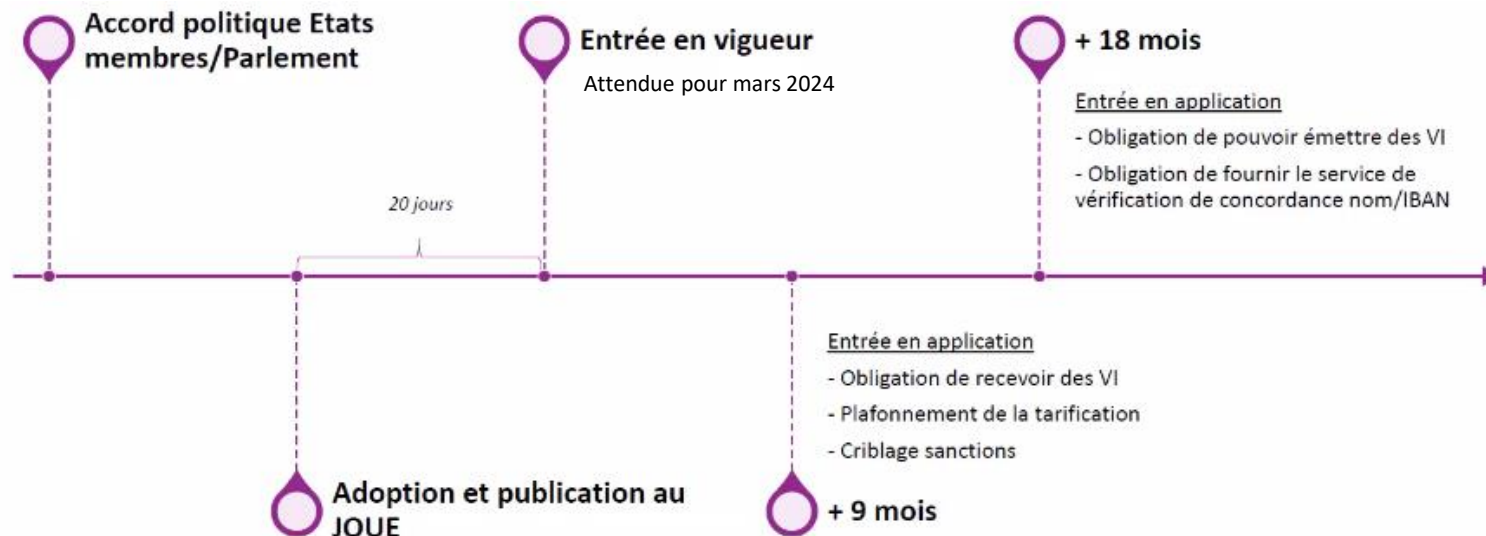 Accord politique Etats
membres/Parlement
Entrée en vigueur
Attendue pour mars 2024
+ 18 mois
Entrée en application
- Obligation de pouvoir émettre des VI
- Obligation de fournir le service de
vérification de concordance nom/IBAN
20 jours
Entrée en application
- Obligation de recevoir des VI
- Plafonnement de la tarification
- Criblage sanctions
Adoption et publication au
JOUE
+ 9 mois